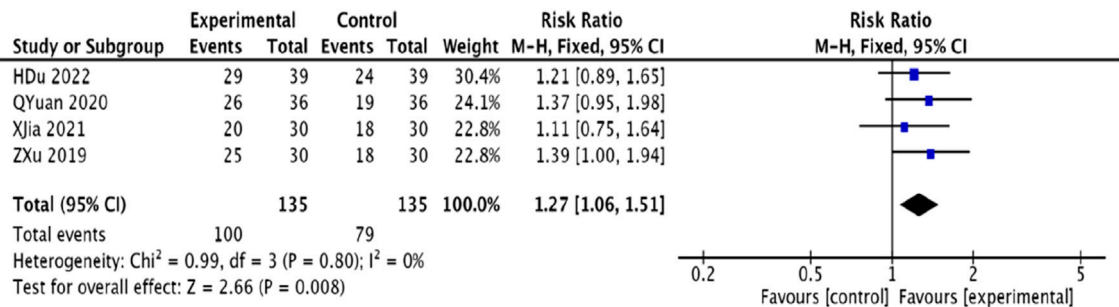 Experimental Control Risk Ratio Risk Ratio
Study or Subgroup Events Total Events Total Weight M-H, Fixed, 95% CI M-H, Fixed, 95% CI
HDu 2022 29 39 24 39 30.4% 1.21 [0.89, 1.65]
QYuan 2020 26 36 19 36 24.1% 1.37 [0.95, 1.98]
XJia 2021 20 30 18 30 22.8% 1.11 [0.75, 1.64]
ZXu 2019 25 30 18 30 22.8% 1.39 [1.00, 1.94]
Total (95% CI) 135 135 100.0% 1.27 [1.06, 1.51]
Total events 100 79
Heterogeneity: Chi² = 0.99, df = 3 (P = 0.80); I² = 0%
Test for overall effect: Z = 2.66 (P = 0.008)
0.2 0.5 1 2 5
Favours [control] Favours [experimental]